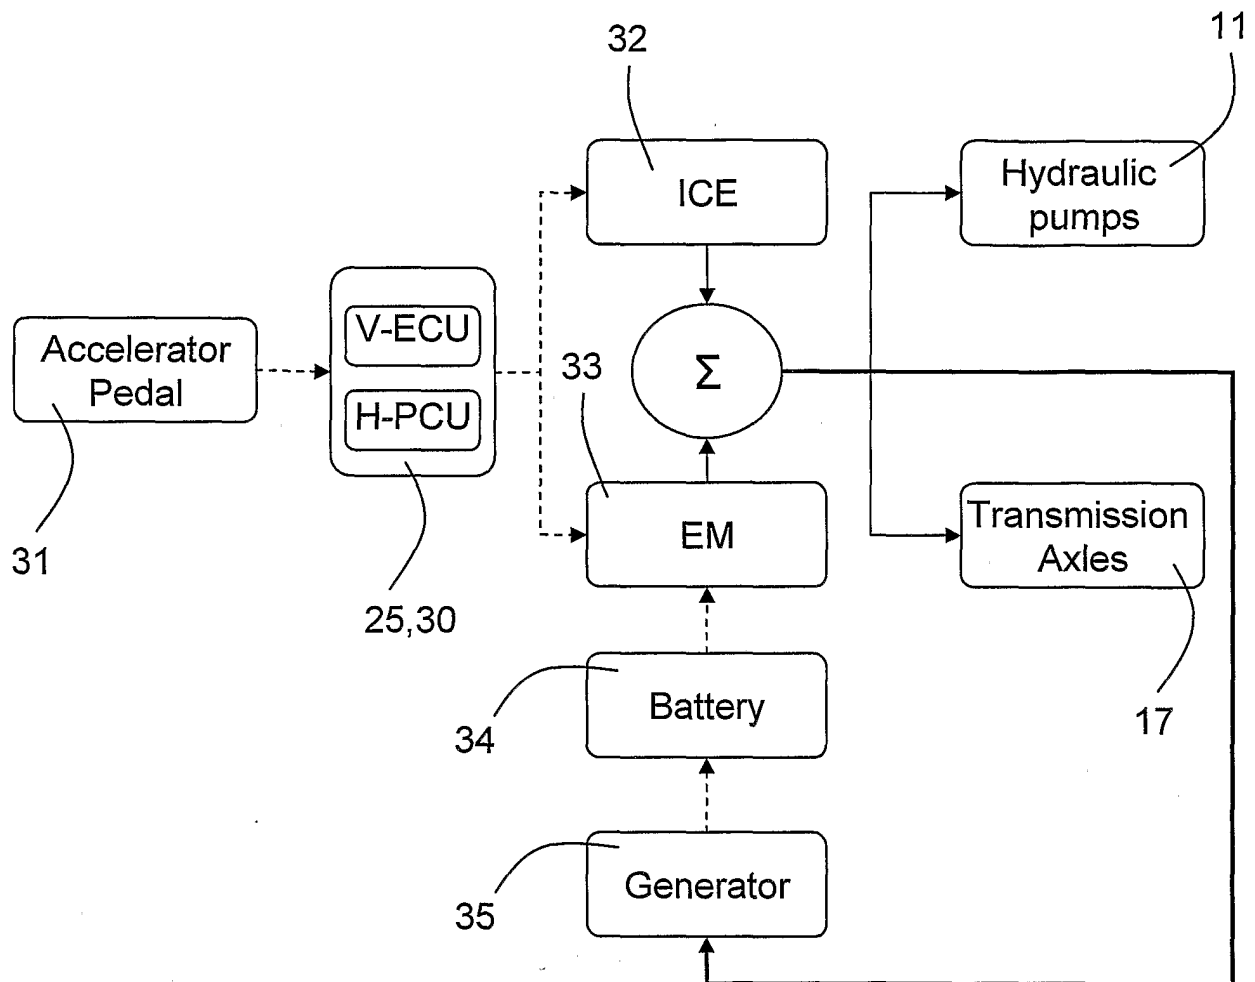 32
11
ICE
Hydraulic
pumps
Accelerator
Pedal
V-ECU
H-PCU
33
Σ
31
25,30
EM
Transmission
Axles
34
Battery
17
35
Generator